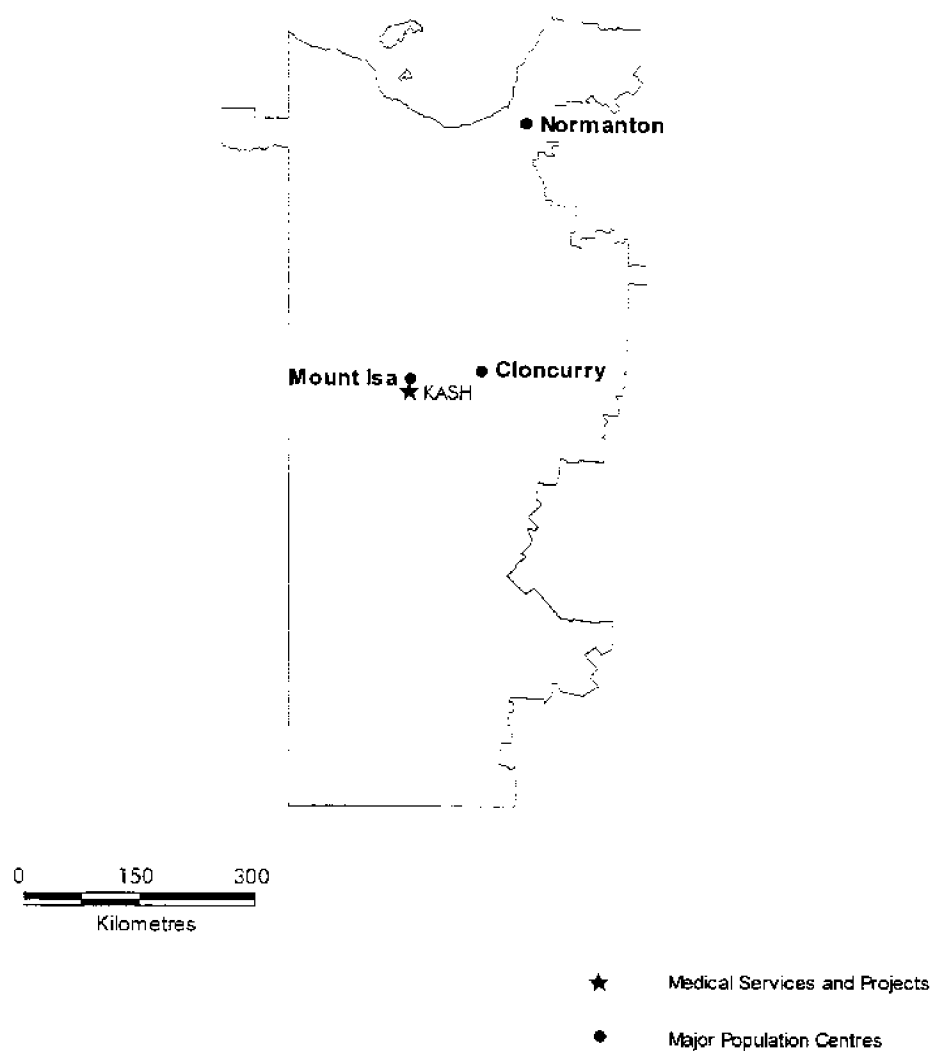 Normanton
Mount Isa
Cloncurry
KASH
0 150 300
Kilometres
Medical Services and Projects
Major Population Centres